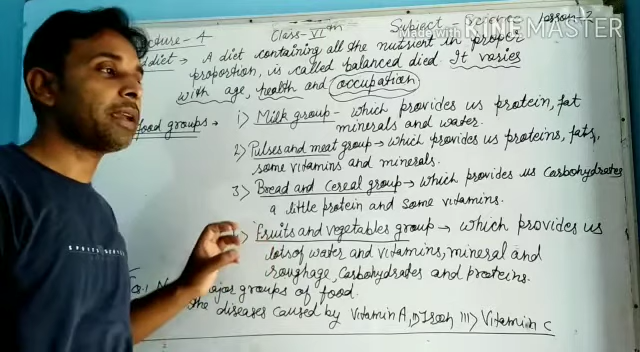 Lecture - 4 Class - VIth Subject - Science Lesson - 2
Made with KINEMASTER
diet → A diet containing all the nutrient in proper
proportion, is called balanced died. It varies
with age, health and occupation
food groups → 1) Milk group - which provides us protein, fat
minerals and water.
2) Pulses and meat group → which provides us proteins, fats,
some vitamins and minerals.
3) Bread and Cereal group → which provides us carbohydrates
a little protein and some vitamins.
Fruits and vegetables group → which provides us
lots of water and vitamins, mineral and
roughage, Carbohydrates and proteins.
groups of food.
the diseases caused by Vitamin A, III) Vitamin C
SPORTS